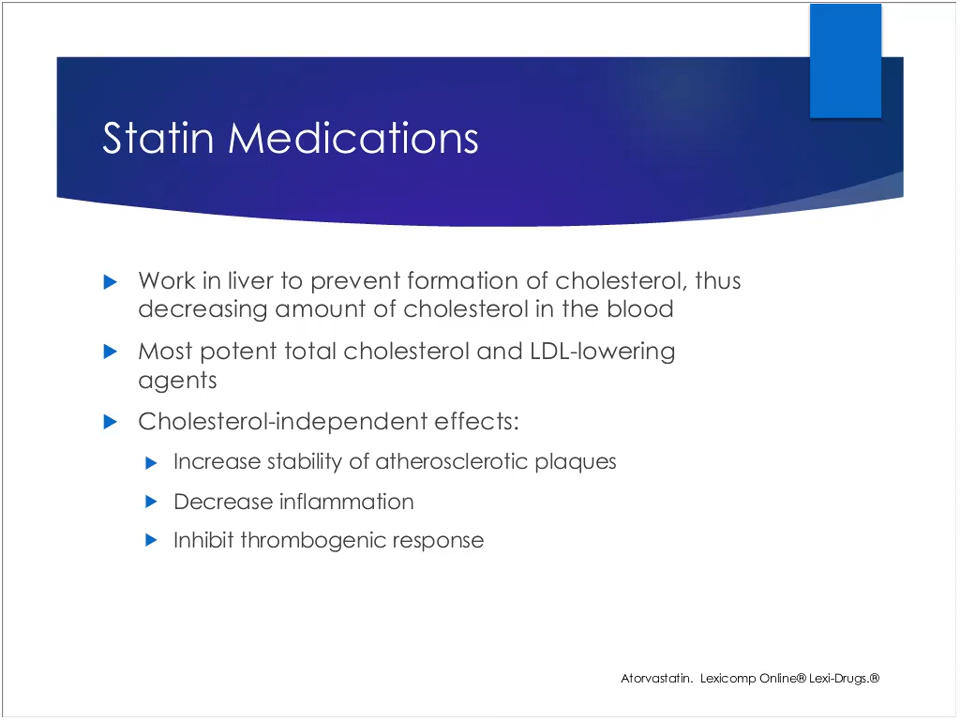 Statin Medications
Work in liver to prevent formation of cholesterol, thus
decreasing amount of cholesterol in the blood
Most potent total cholesterol and LDL-lowering
agents
Cholesterol-independent effects:
Increase stability of atherosclerotic plaques
Decrease inflammation
Inhibit thrombogenic response
Atorvastatin. Lexicomp Online® Lexi-Drugs.®